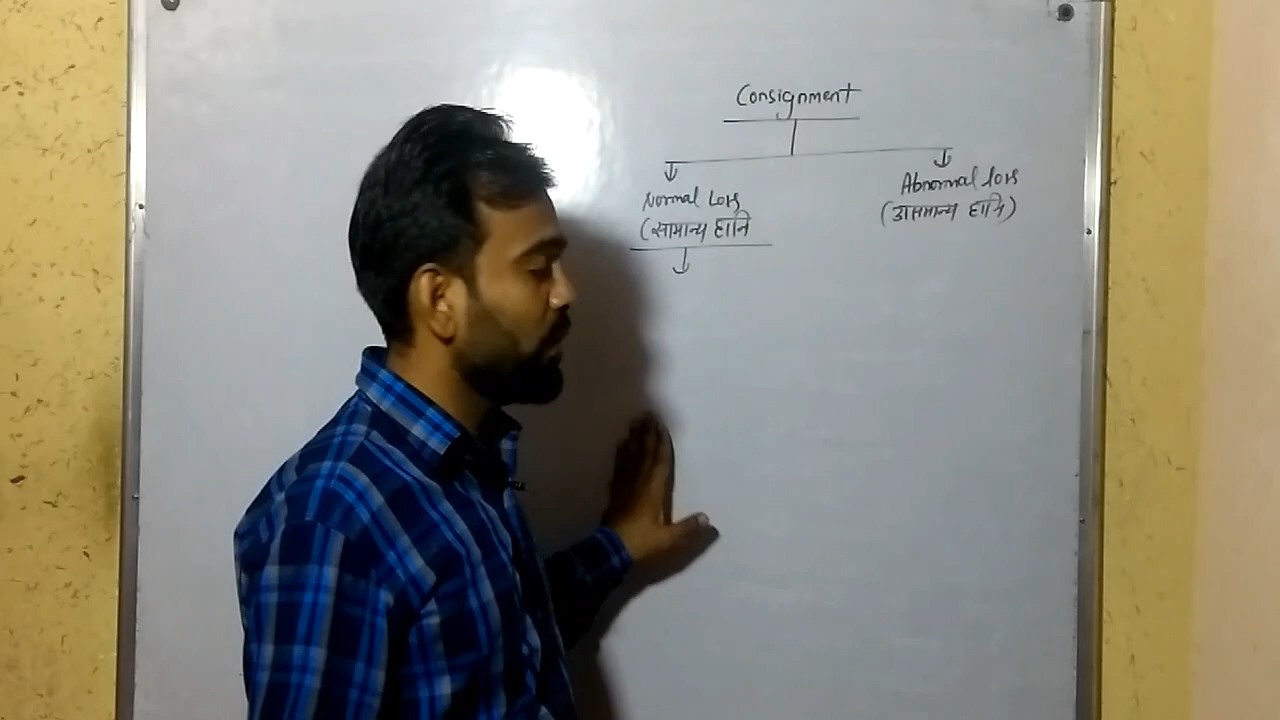 Consignment
Normal Loss
(सामान्य हानि
Abnormal loss
(असामान्य हानि)